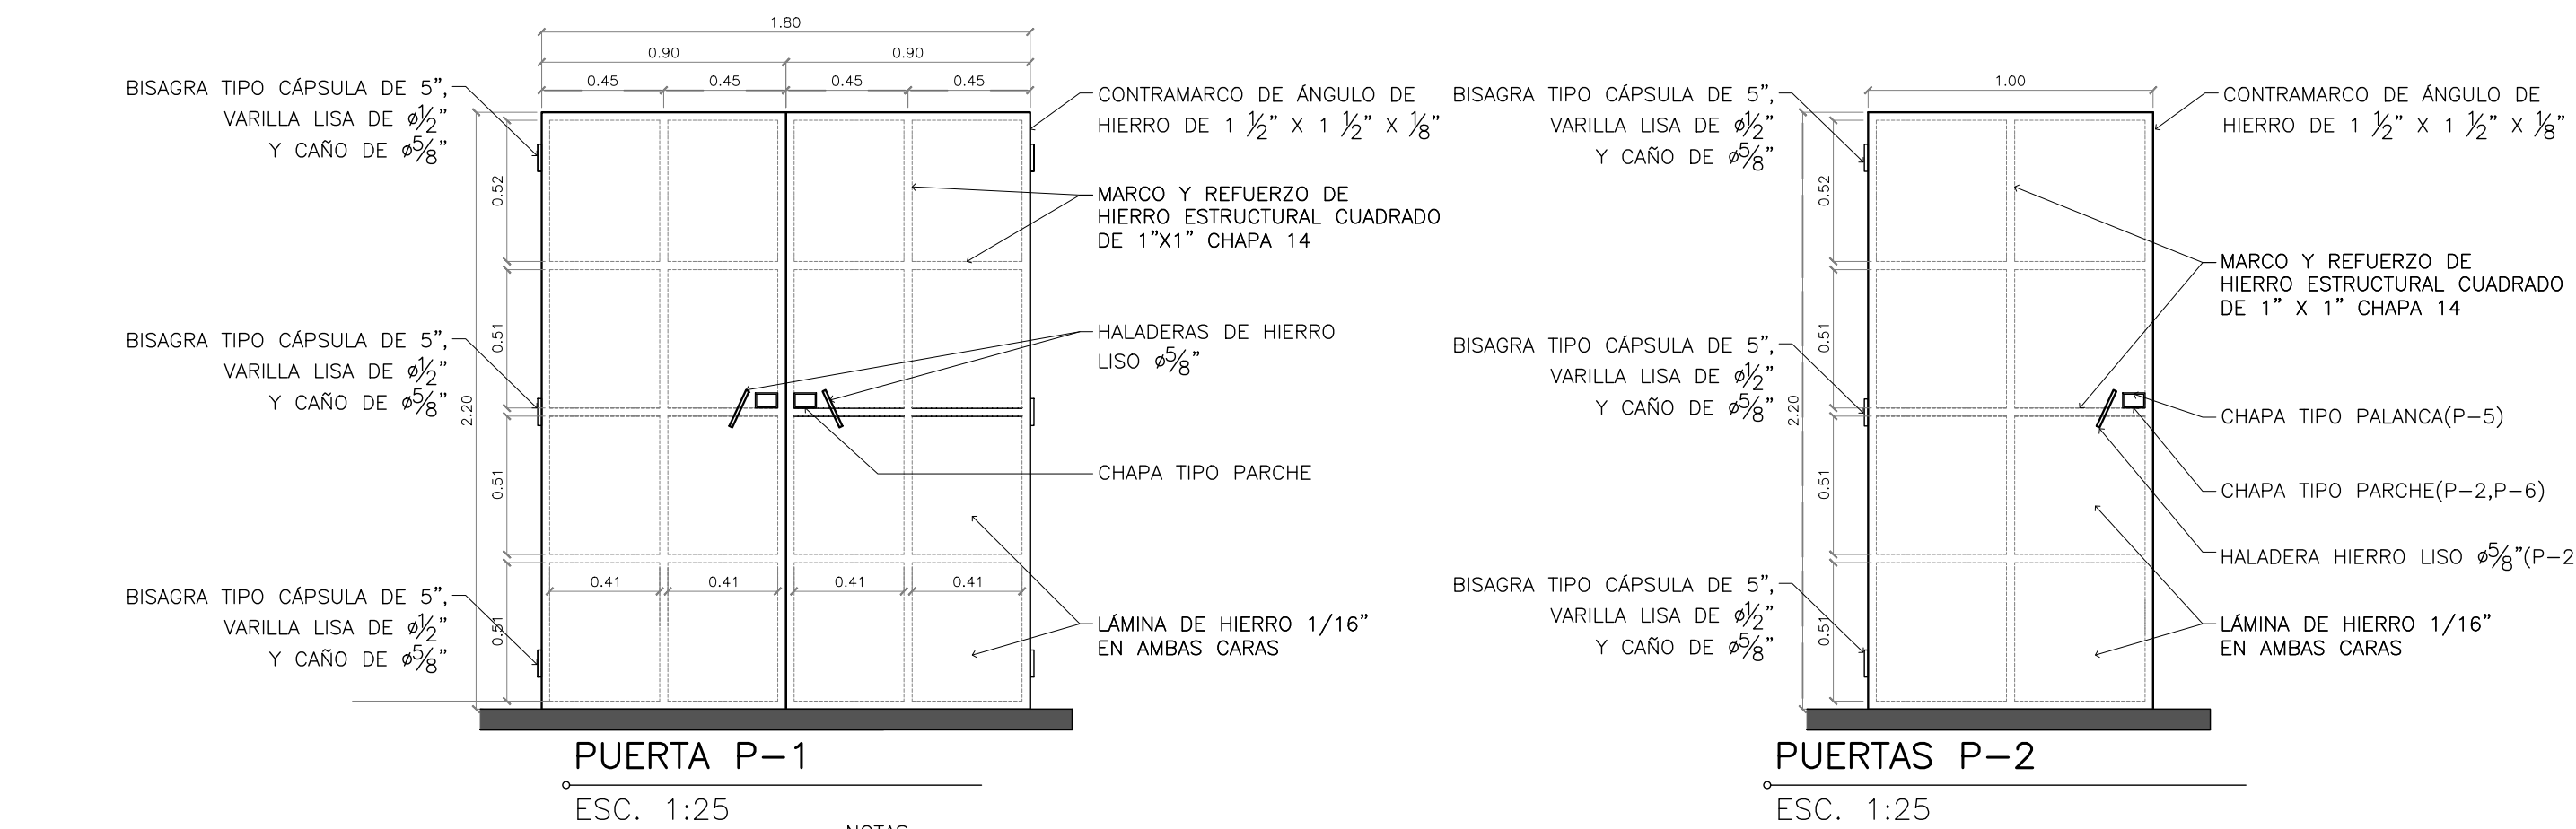 1.80
0.90
0.90
0.45
0.45
0.45
0.45
BISAGRA TIPO CÁPSULA DE 5",
VARILLA LISA DE ø1/2"
Y CAÑO DE ø5/8"
BISAGRA TIPO CÁPSULA DE 5",
VARILLA LISA DE ø1/2"
Y CAÑO DE ø5/8"
BISAGRA TIPO CÁPSULA DE 5",
VARILLA LISA DE ø1/2"
Y CAÑO DE ø5/8"
2.20
0.52
0.51
0.51
0.51
0.41
0.41
0.41
0.41
CONTRAMARCO DE ÁNGULO DE
HIERRO DE 1 1/2" X 1 1/2" X 1/8"
MARCO Y REFUERZO DE
HIERRO ESTRUCTURAL CUADRADO
DE 1"X1" CHAPA 14
HALADERAS DE HIERRO
LISO ø5/8"
CHAPA TIPO PARCHE
LÁMINA DE HIERRO 1/16"
EN AMBAS CARAS
PUERTA P-1
ESC. 1:25
NOTAS
1.00
BISAGRA TIPO CÁPSULA DE 5",
VARILLA LISA DE ø1/2"
Y CAÑO DE ø5/8"
BISAGRA TIPO CÁPSULA DE 5",
VARILLA LISA DE ø1/2"
Y CAÑO DE ø5/8"
BISAGRA TIPO CÁPSULA DE 5",
VARILLA LISA DE ø1/2"
Y CAÑO DE ø5/8"
2.20
0.52
0.51
0.51
0.51
CONTRAMARCO DE ÁNGULO DE
HIERRO DE 1 1/2" X 1 1/2" X 1/8"
MARCO Y REFUERZO DE
HIERRO ESTRUCTURAL CUADRADO
DE 1" X 1" CHAPA 14
CHAPA TIPO PALANCA(P-5)
CHAPA TIPO PARCHE(P-2,P-6)
HALADERA HIERRO LISO ø5/8"(P-2
LÁMINA DE HIERRO 1/16"
EN AMBAS CARAS
PUERTAS P-2
ESC. 1:25